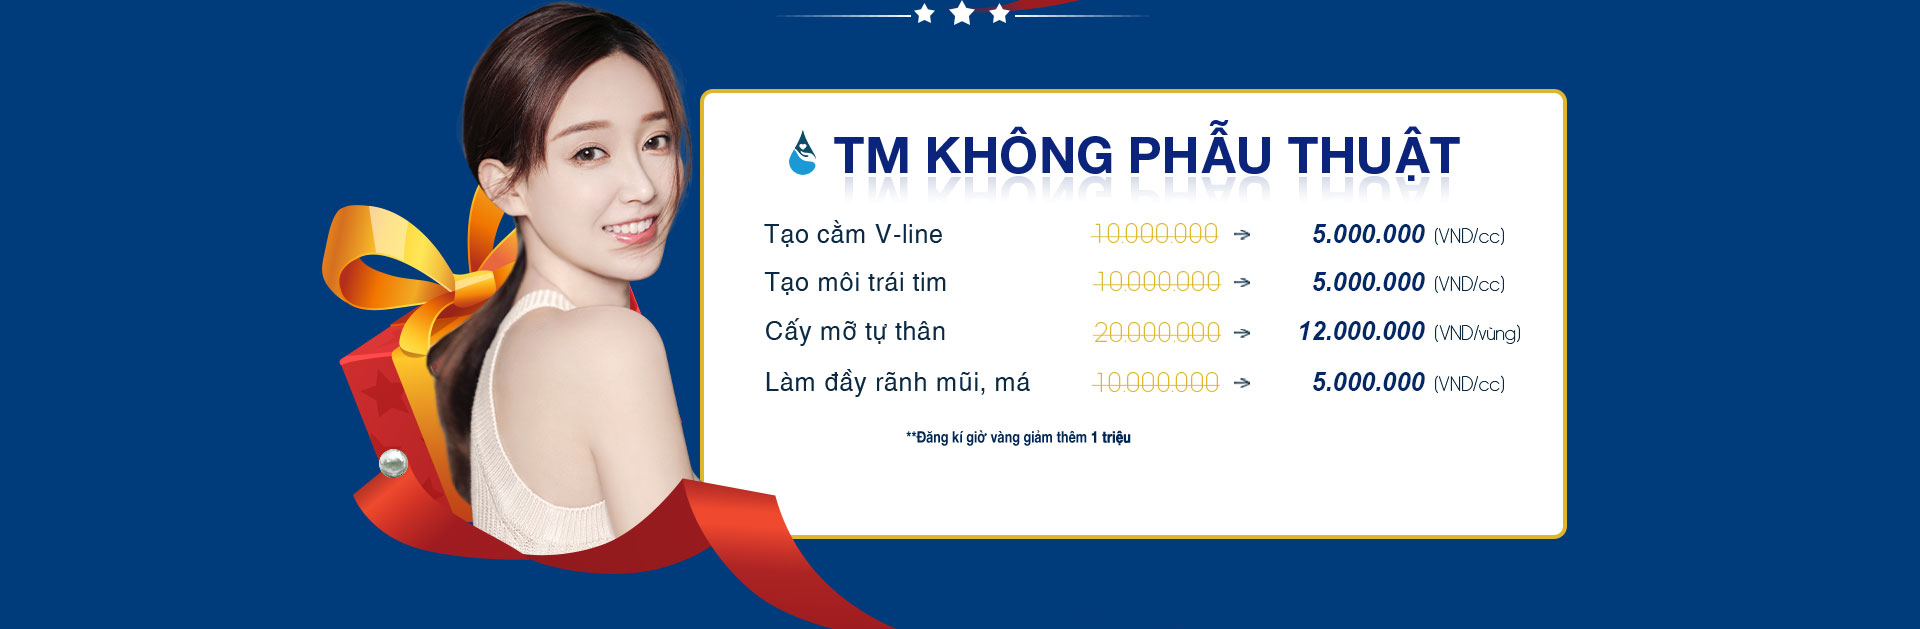 TM KHÔNG PHẪU THUẬT
Tạo cằm V-line 10.000.000 → 5.000.000 (VND/cc)
Tạo môi trái tim 10.000.000 → 5.000.000 (VND/cc)
Cấy mỡ tự thân 20.000.000 → 12.000.000 (VND/vùng)
Làm đầy rãnh mũi, má 10.000.000 → 5.000.000 (VND/cc)
**Đăng kí giờ vàng giảm thêm 1 triệu